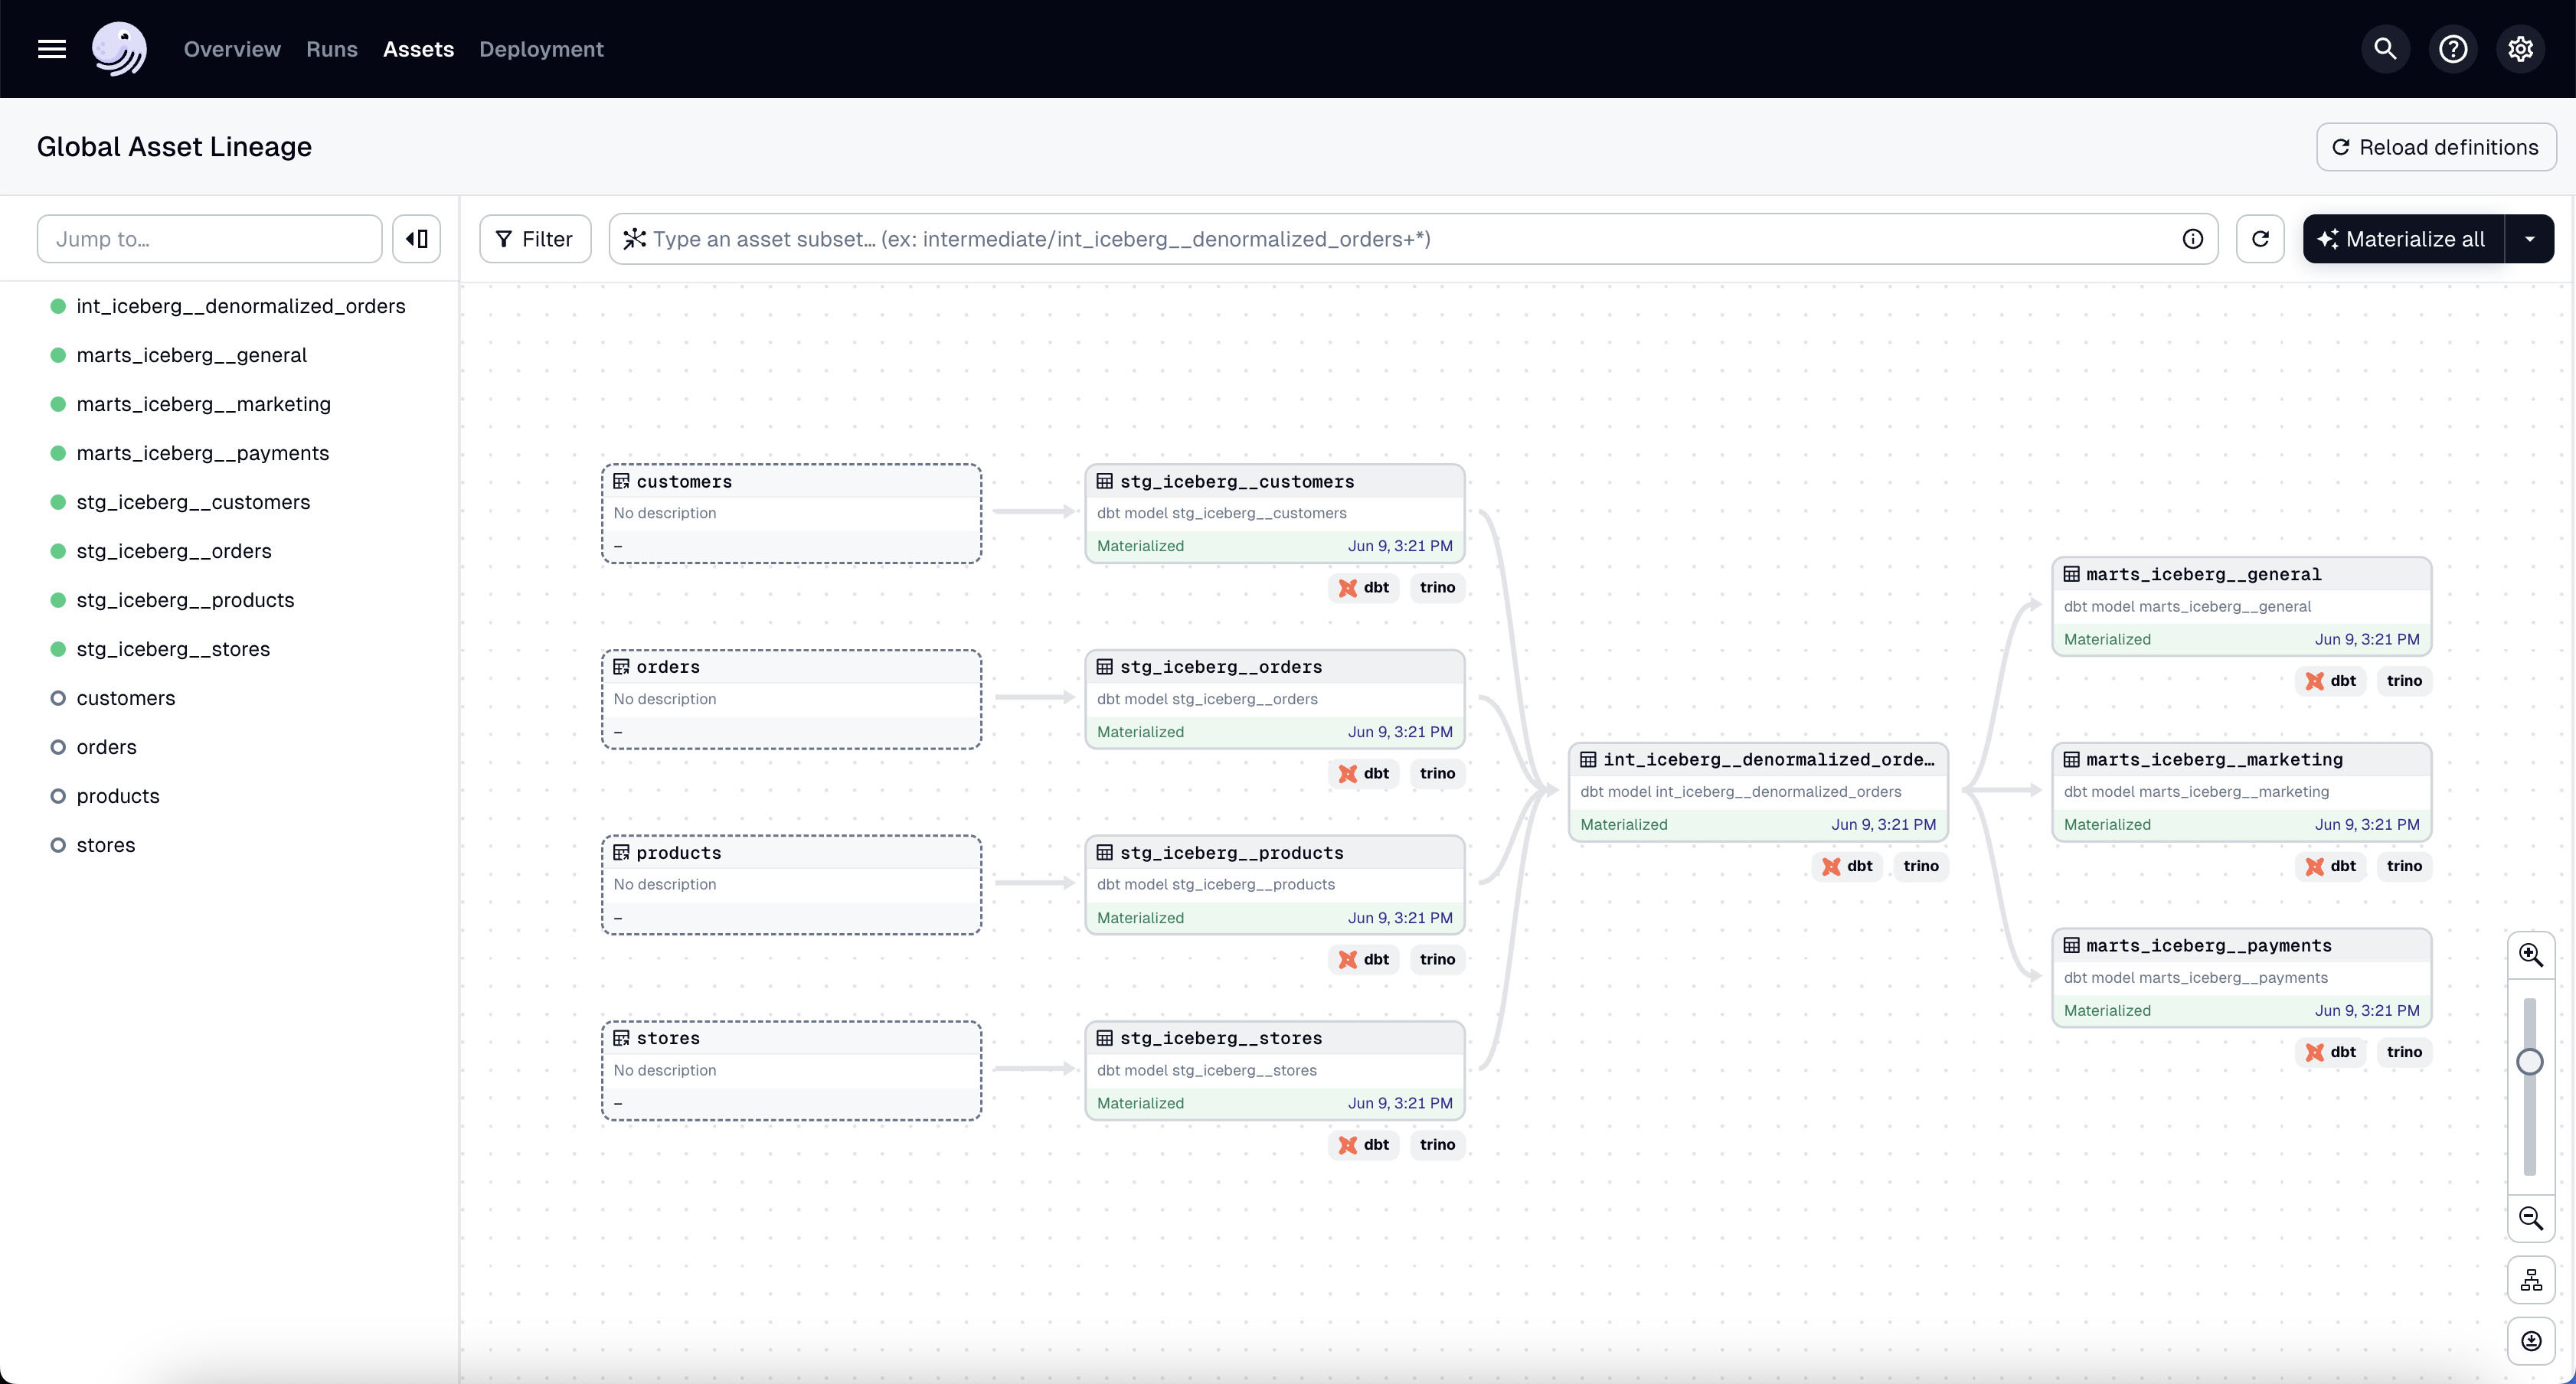 Overview Runs Assets Deployment
Global Asset Lineage
Reload definitions
Jump to…
Filter
Type an asset subset… (ex: intermediate/int_iceberg__denormalized_orders+*)
Materialize all
int_iceberg__denormalized_orders
marts_iceberg__general
marts_iceberg__marketing
marts_iceberg__payments
stg_iceberg__customers
stg_iceberg__orders
stg_iceberg__products
stg_iceberg__stores
customers
orders
products
stores
customers
No description
–
orders
No description
–
products
No description
–
stores
No description
–
stg_iceberg__customers
dbt model stg_iceberg__customers
Materialized Jun 9, 3:21 PM
dbt trino
stg_iceberg__orders
dbt model stg_iceberg__orders
Materialized Jun 9, 3:21 PM
dbt trino
stg_iceberg__products
dbt model stg_iceberg__products
Materialized Jun 9, 3:21 PM
dbt trino
stg_iceberg__stores
dbt model stg_iceberg__stores
Materialized Jun 9, 3:21 PM
dbt trino
int_iceberg__denormalized_orde…
dbt model int_iceberg__denormalized_orders
Materialized Jun 9, 3:21 PM
dbt trino
marts_iceberg__general
dbt model marts_iceberg__general
Materialized Jun 9, 3:21 PM
dbt trino
marts_iceberg__marketing
dbt model marts_iceberg__marketing
Materialized Jun 9, 3:21 PM
dbt trino
marts_iceberg__payments
dbt model marts_iceberg__payments
Materialized Jun 9, 3:21 PM
dbt trino